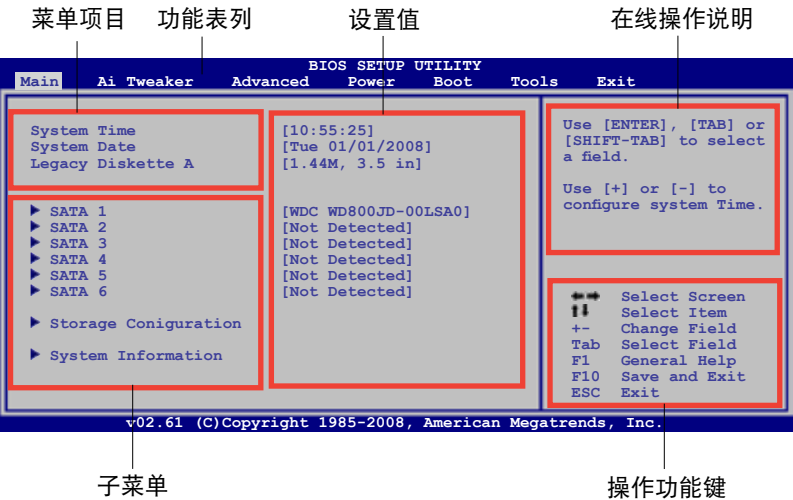 菜单项目 功能表列 设置值 在线操作说明
BIOS SETUP UTILITY
Main Ai Tweaker Advanced Power Boot Tools Exit
System Time [10:55:25]
System Date [Tue 01/01/2008]
Legacy Diskette A [1.44M, 3.5 in]
SATA 1 [WDC WD800JD-00LSA0]
SATA 2 [Not Detected]
SATA 3 [Not Detected]
SATA 4 [Not Detected]
SATA 5 [Not Detected]
SATA 6 [Not Detected]
Storage Coniguration
System Information
Use [ENTER], [TAB] or
[SHIFT-TAB] to select
a field.
Use [+] or [-] to
configure system Time.
Select Screen
Select Item
+- Change Field
Tab Select Field
F1 General Help
F10 Save and Exit
ESC Exit
v02.61 (C)Copyright 1985-2008, American Megatrends, Inc.
子菜单 操作功能键